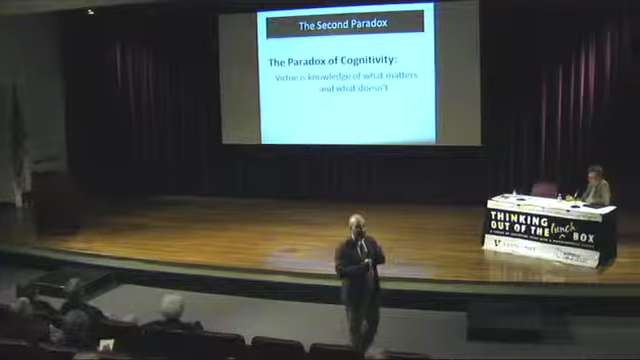 The Second Paradox
The Paradox of Cognitivity:
Virtue is knowledge of what matters
and what doesn't
THINKING
OUT OF THE lunch BOX